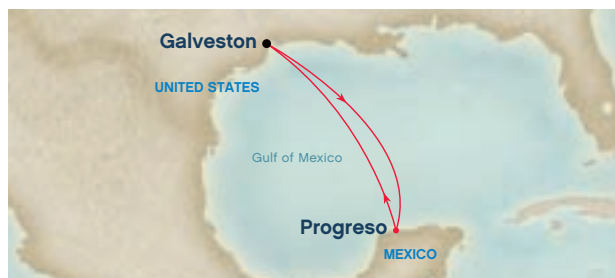 Galveston
UNITED STATES
Gulf of Mexico
Progreso
MEXICO